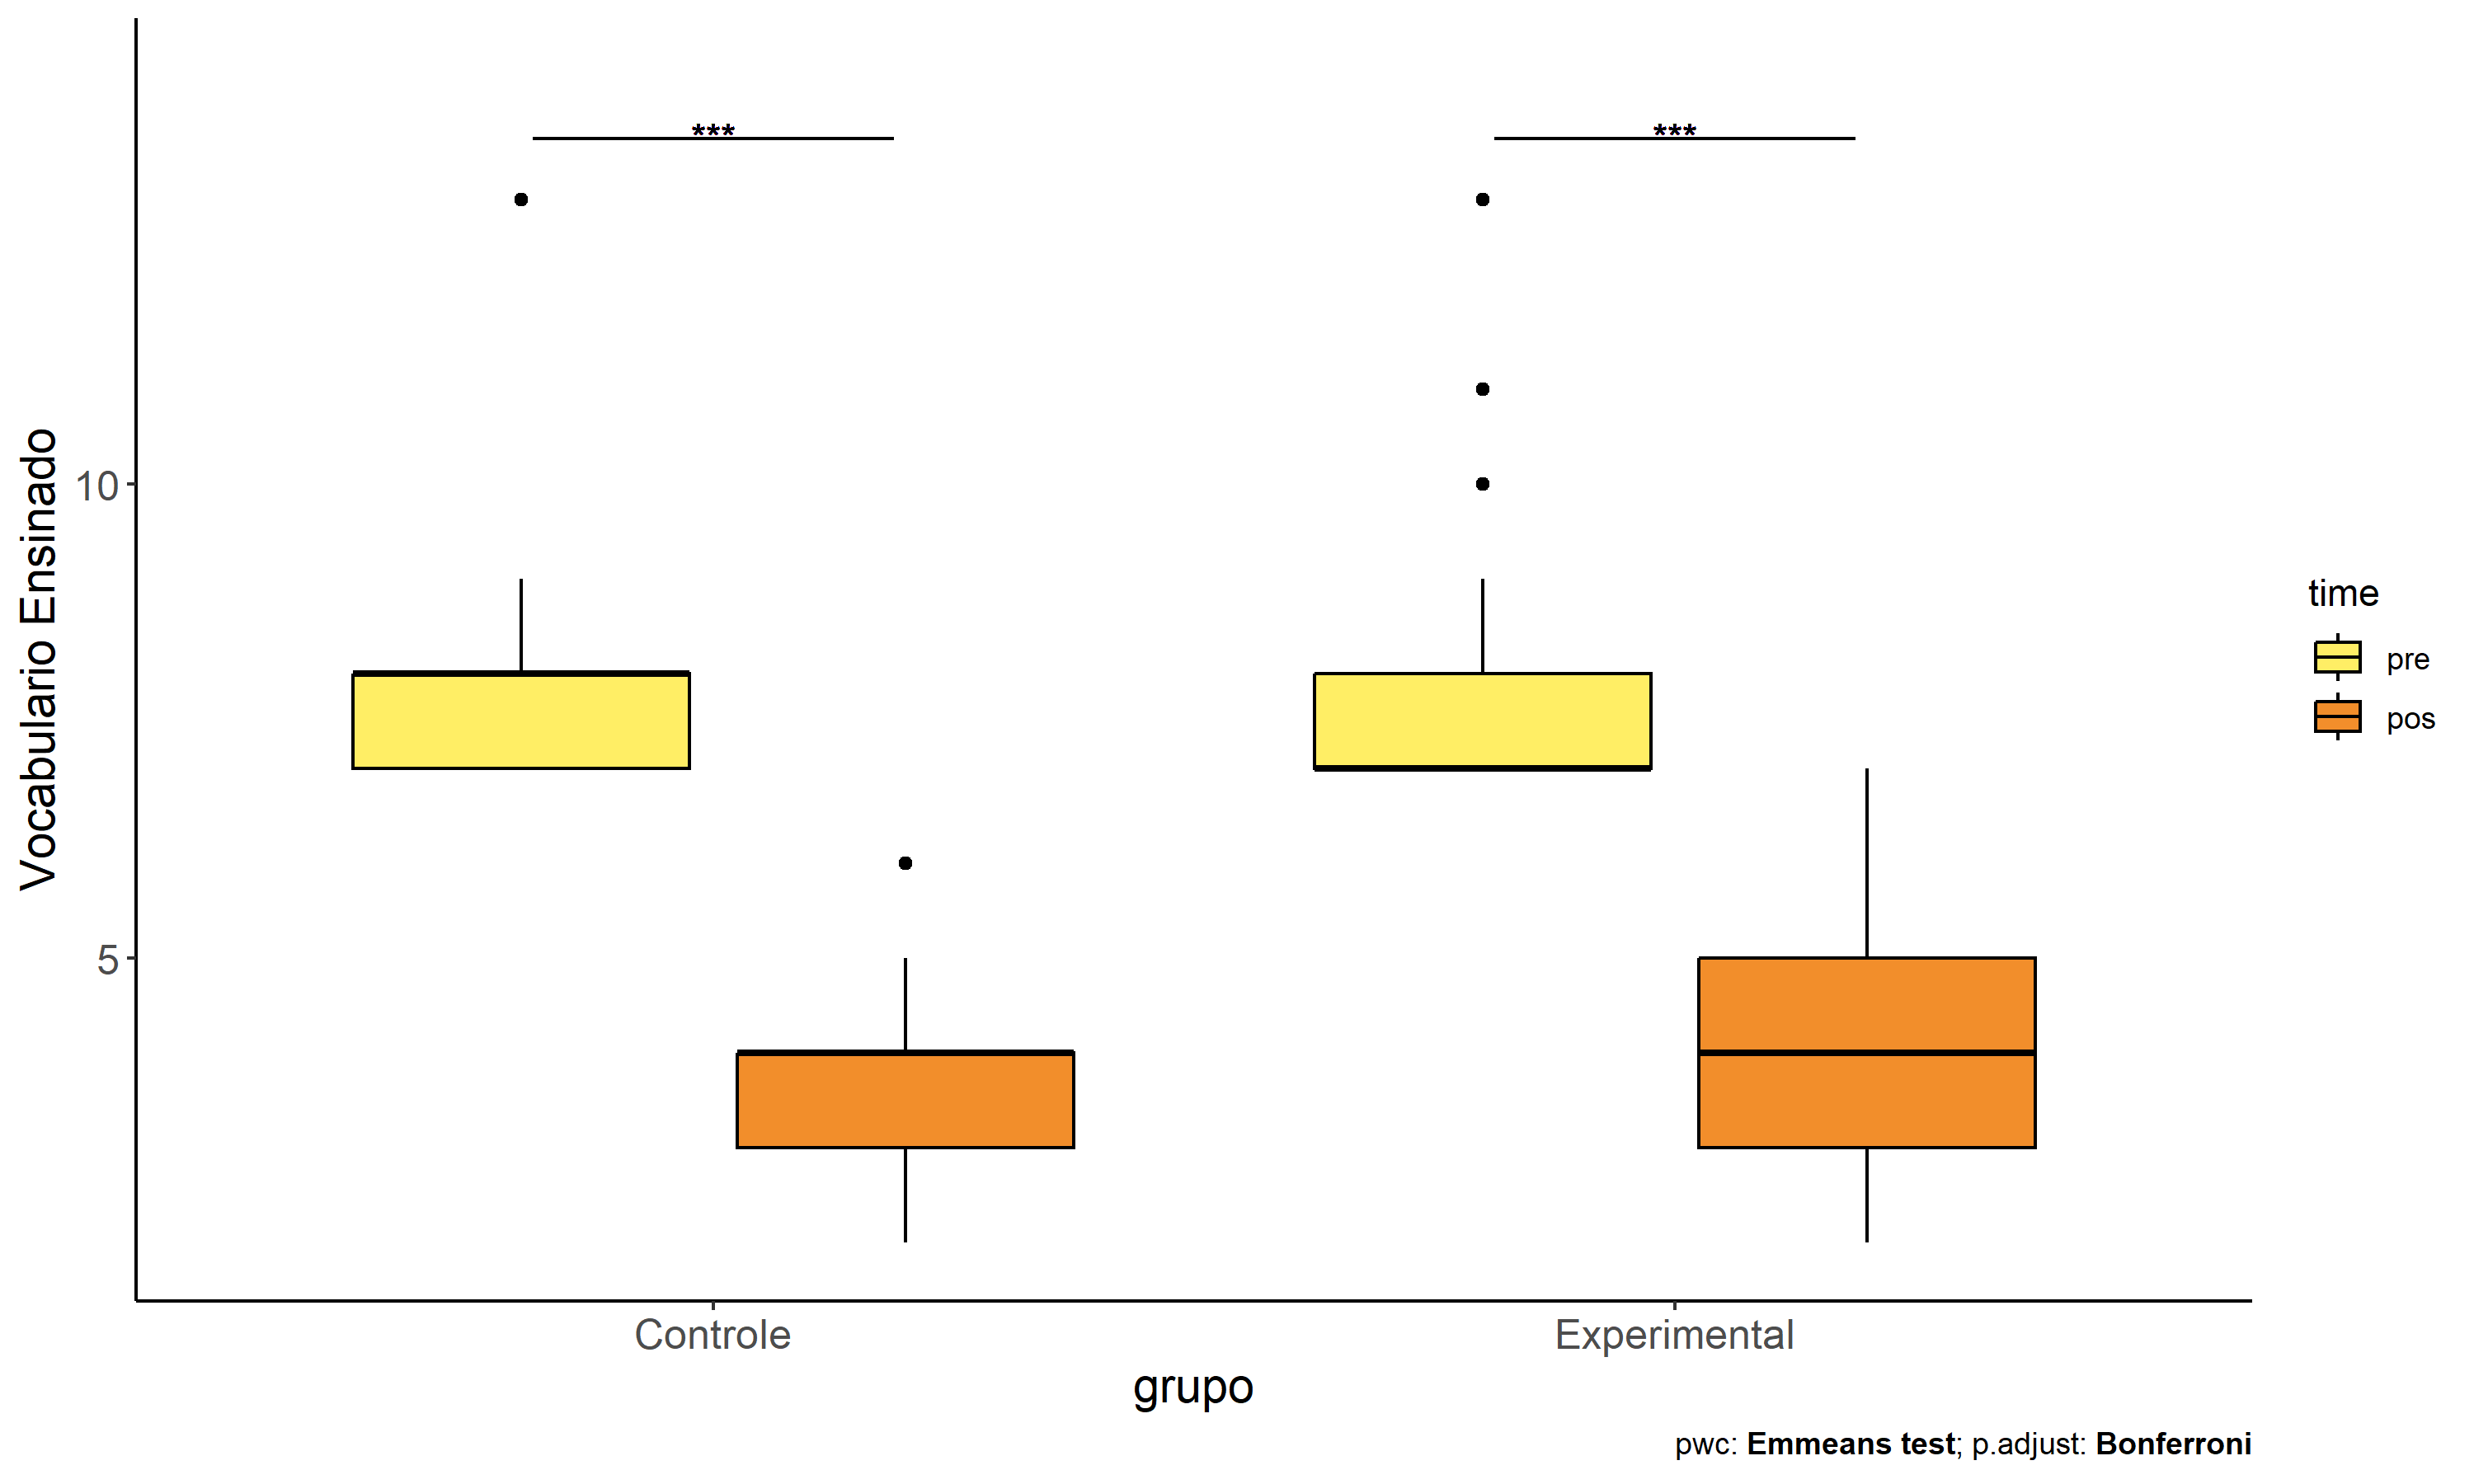 *** ***
Vocabulario Ensinado
10
5
time
pre
pos
Controle Experimental
grupo
pwc: Emmeans test; p.adjust: Bonferroni